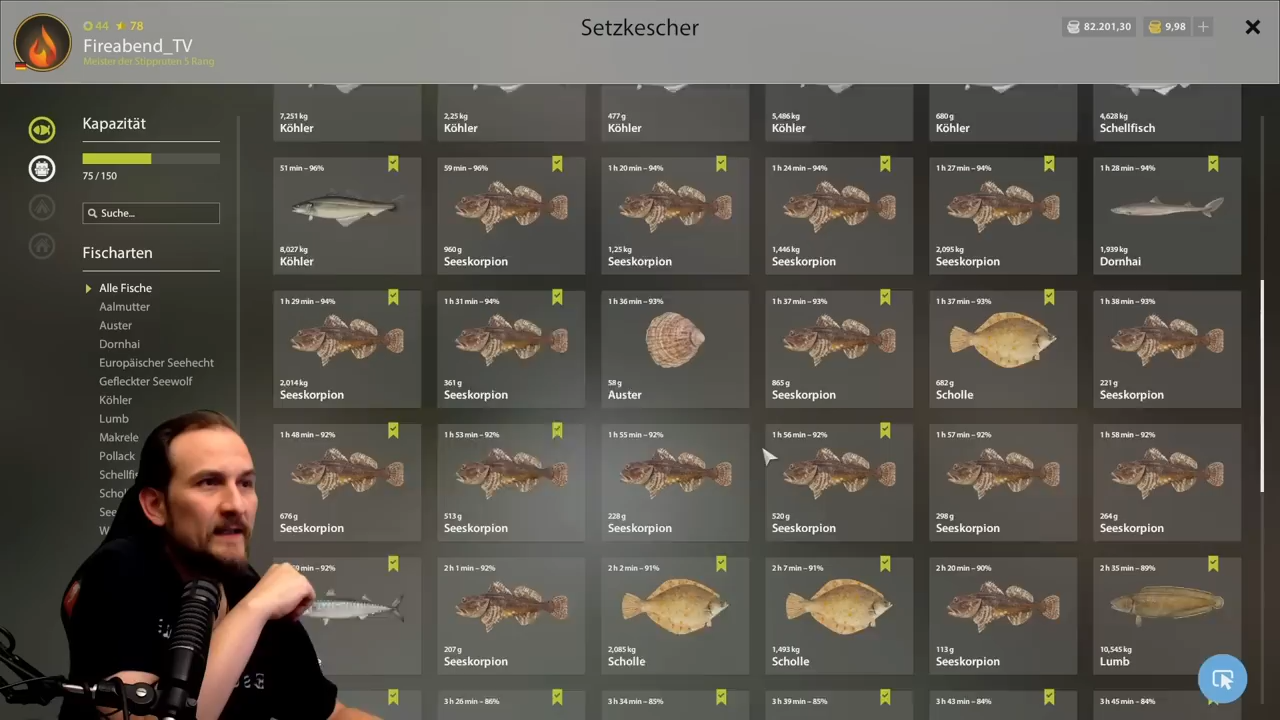 44 78
Fireabend_TV
Meister der Stippruten 5 Rang
Setzkescher
82.201,30
9,98 +
Kapazität
75 / 150
Suche...
Fischarten
Alle Fische
Aalmutter
Auster
Dornhai
Europäischer Seehecht
Gefleckter Seewolf
Köhler
Lumb
Makrele
Pollack
7,251 kg
Köhler
2,25 kg
Köhler
477 g
Köhler
5,486 kg
Köhler
680 g
Köhler
4,628 kg
Schellfisch
51 min – 96%
8,027 kg
Köhler
59 min – 96%
960 g
Seeskorpion
1 h 20 min – 94%
1,25 kg
Seeskorpion
1 h 24 min – 94%
1,446 kg
Seeskorpion
1 h 27 min – 94%
2,095 kg
Seeskorpion
1 h 28 min – 94%
1,939 kg
Dornhai
1 h 29 min – 94%
2,014 kg
Seeskorpion
1 h 31 min – 94%
361 g
Seeskorpion
1 h 36 min – 93%
58 g
Auster
1 h 37 min – 93%
865 g
Seeskorpion
1 h 37 min – 93%
682 g
Scholle
1 h 38 min – 93%
221 g
Seeskorpion
1 h 48 min – 92%
676 g
Seeskorpion
1 h 53 min – 92%
513 g
Seeskorpion
1 h 55 min – 92%
228 g
Seeskorpion
1 h 56 min – 92%
520 g
Seeskorpion
1 h 57 min – 92%
298 g
Seeskorpion
1 h 58 min – 92%
264 g
Seeskorpion
min – 92%
2 h 1 min – 92%
207 g
Seeskorpion
2 h 2 min – 91%
2,085 kg
Scholle
2 h 7 min – 91%
1,493 kg
Scholle
2 h 20 min – 90%
113 g
Seeskorpion
2 h 35 min – 89%
10,545 kg
Lumb
3 h 26 min – 86%
3 h 34 min – 85%
3 h 39 min – 85%
3 h 43 min – 84%
3 h 45 min – 84%